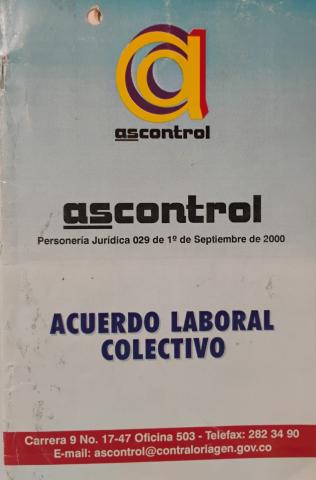 ascontrol
ascontrol
Personería Jurídica 029 de 1º de Septiembre de 2000
ACUERDO LABORAL
COLECTIVO
Carrera 9 No. 17-47 Oficina 503 - Telefax: 282 34 90
E-mail: ascontrol@contraloriagen.gov.co